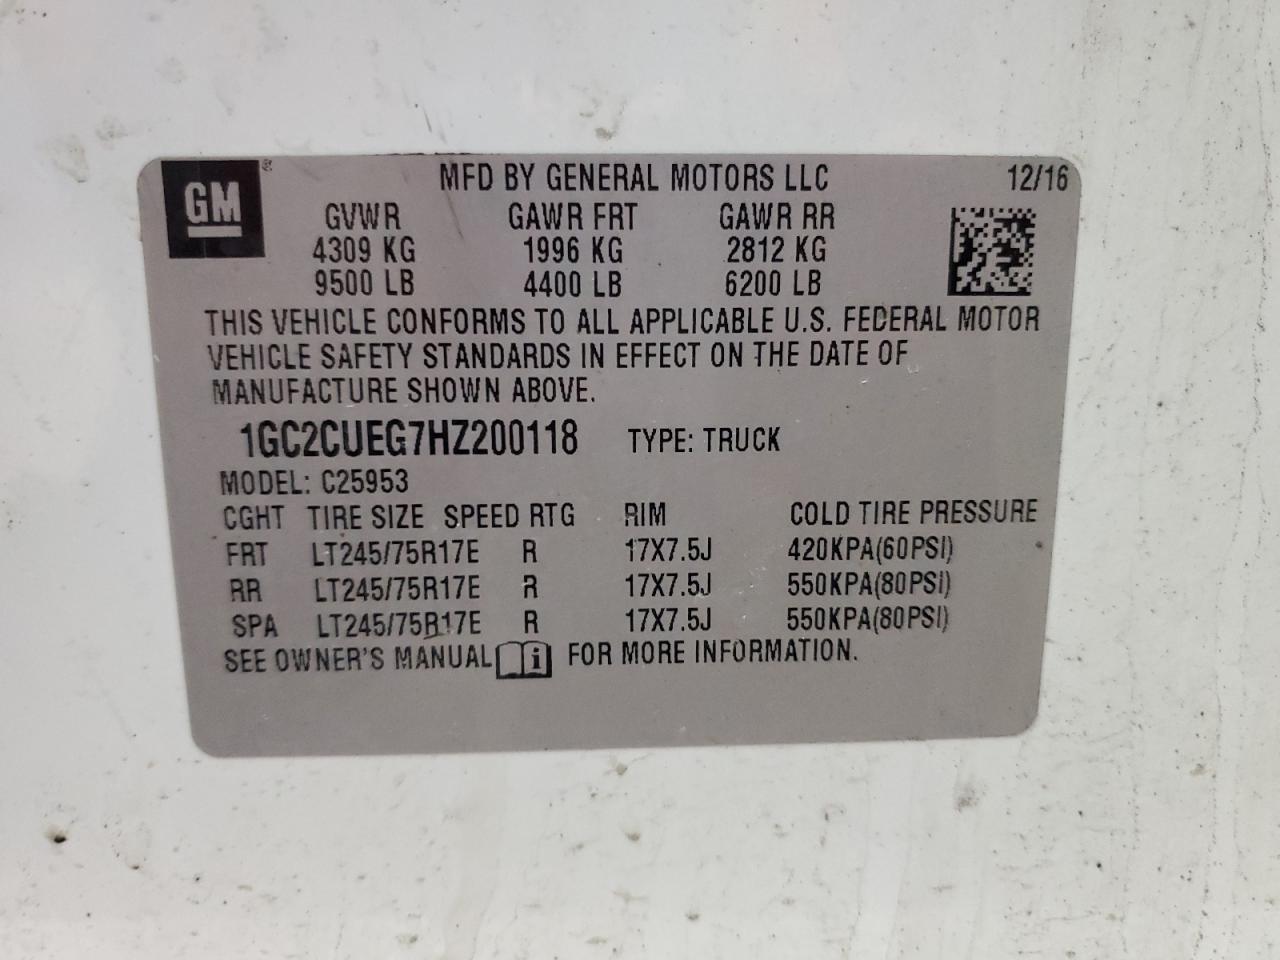 GM ® MFD BY GENERAL MOTORS LLC 12/16
GVWR GAWR FRT GAWR RR
4309 KG 1996 KG 2812 KG
9500 LB 4400 LB 6200 LB
THIS VEHICLE CONFORMS TO ALL APPLICABLE U.S. FEDERAL MOTOR
VEHICLE SAFETY STANDARDS IN EFFECT ON THE DATE OF
MANUFACTURE SHOWN ABOVE.
1GC2CUEG7HZ200118 TYPE: TRUCK
MODEL: C25953
CGHT TIRE SIZE SPEED RTG RIM COLD TIRE PRESSURE
FRT LT245/75R17E R 17X7.5J 420KPA(60PSI)
RR LT245/75R17E R 17X7.5J 550KPA(80PSI)
SPA LT245/75R17E R 17X7.5J 550KPA(80PSI)
SEE OWNER'S MANUAL i FOR MORE INFORMATION.